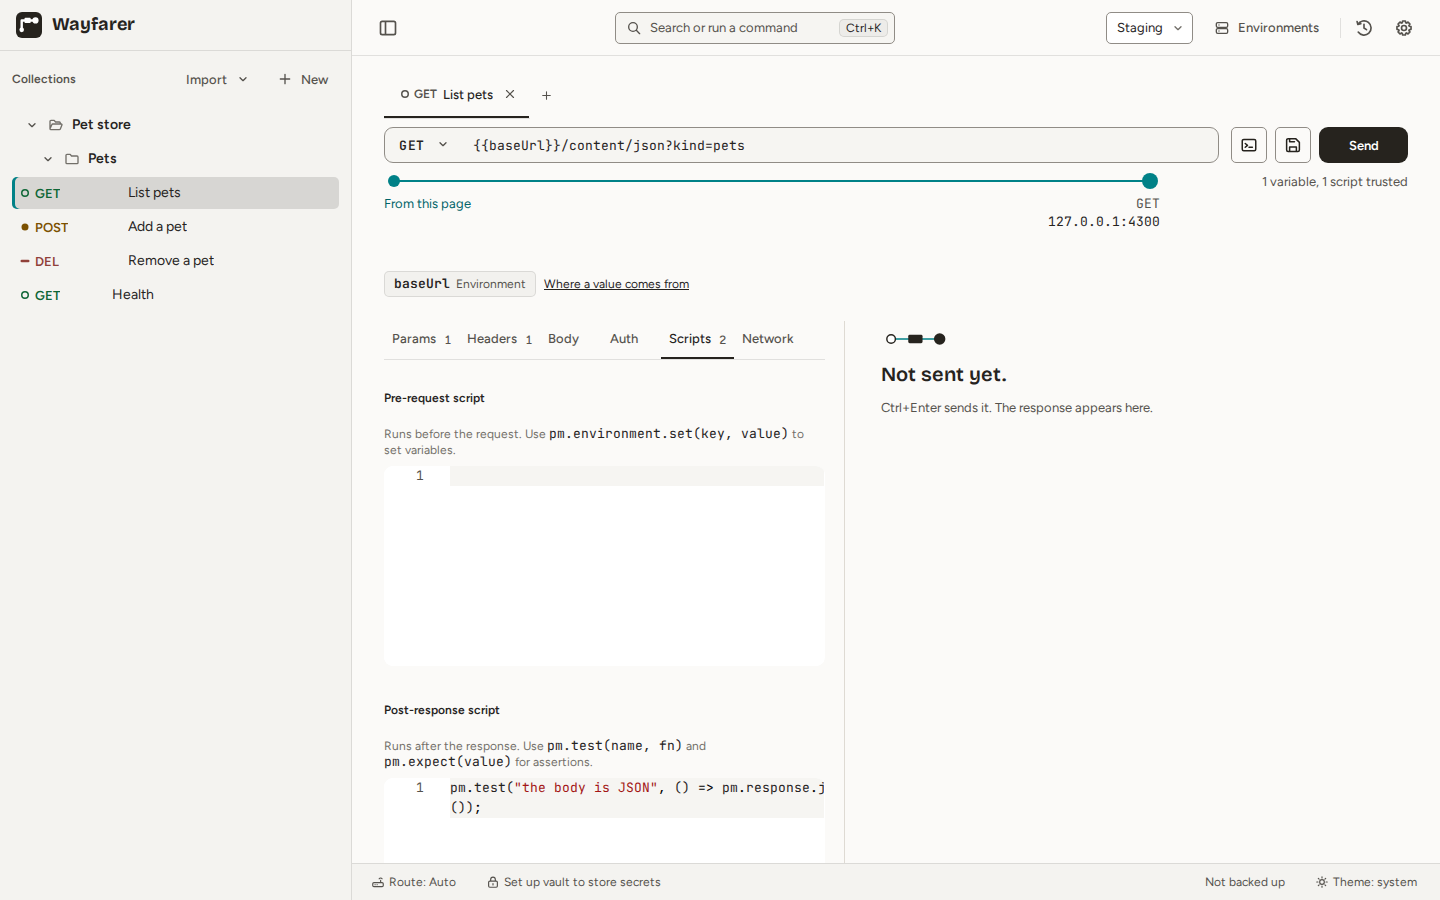 Wayfarer
Search or run a command Ctrl+K
Staging
Environments
Collections Import New
GET List pets
Pet store
GET {{baseUrl}}/content/json?kind=pets
Send
Pets
GET List pets
1 variable, 1 script trusted
From this page GET
127.0.0.1:4300
POST Add a pet
DEL Remove a pet
GET Health
baseUrl Environment Where a value comes from
Params 1 Headers 1 Body Auth Scripts 2 Network
Not sent yet.
Ctrl+Enter sends it. The response appears here.
Pre-request script
Runs before the request. Use pm.environment.set(key, value) to
set variables.
1
Post-response script
Runs after the response. Use pm.test(name, fn) and
pm.expect(value) for assertions.
1 pm.test("the body is JSON", () => pm.response.j
());
Route: Auto Set up vault to store secrets Not backed up Theme: system